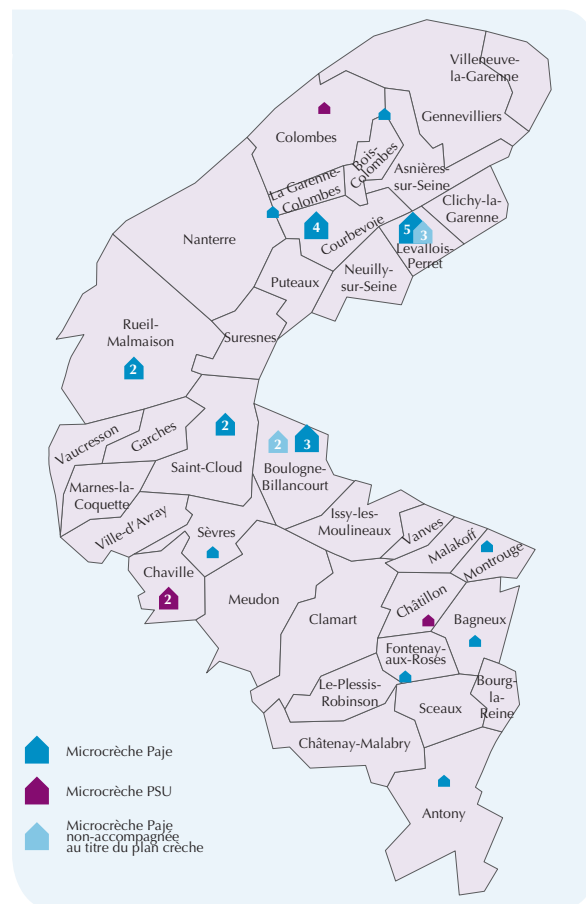 Villeneuve-
la-Garenne
Gennevilliers
Colombes
Bois-
Colombes
Asnières-
sur-Seine
La Garenne-
Colombes
Clichy-la-
Garenne
4
Courbevoie
5
3
Levallois-
Perret
Nanterre
Puteaux
Neuilly-
sur-Seine
Rueil-
Malmaison
2
Suresnes
2
Saint-Cloud
Vaucresson
Garches
2
3
Boulogne-
Billancourt
Marnes-la-
Coquette
Ville-d'Avray
Sèvres
Issy-les-
Moulineaux
Vanves
Malakoff
Montrouge
Chaville
2
Meudon
Clamart
Châtillon
Bagneux
Fontenay-
aux-Roses
Le-Plessis-
Robinson
Sceaux
Bourg-
la-
Reine
Châtenay-Malabry
Antony
Microcrèche Paje
Microcrèche PSU
Microcrèche Paje
non-accompagnée
au titre du plan crèche